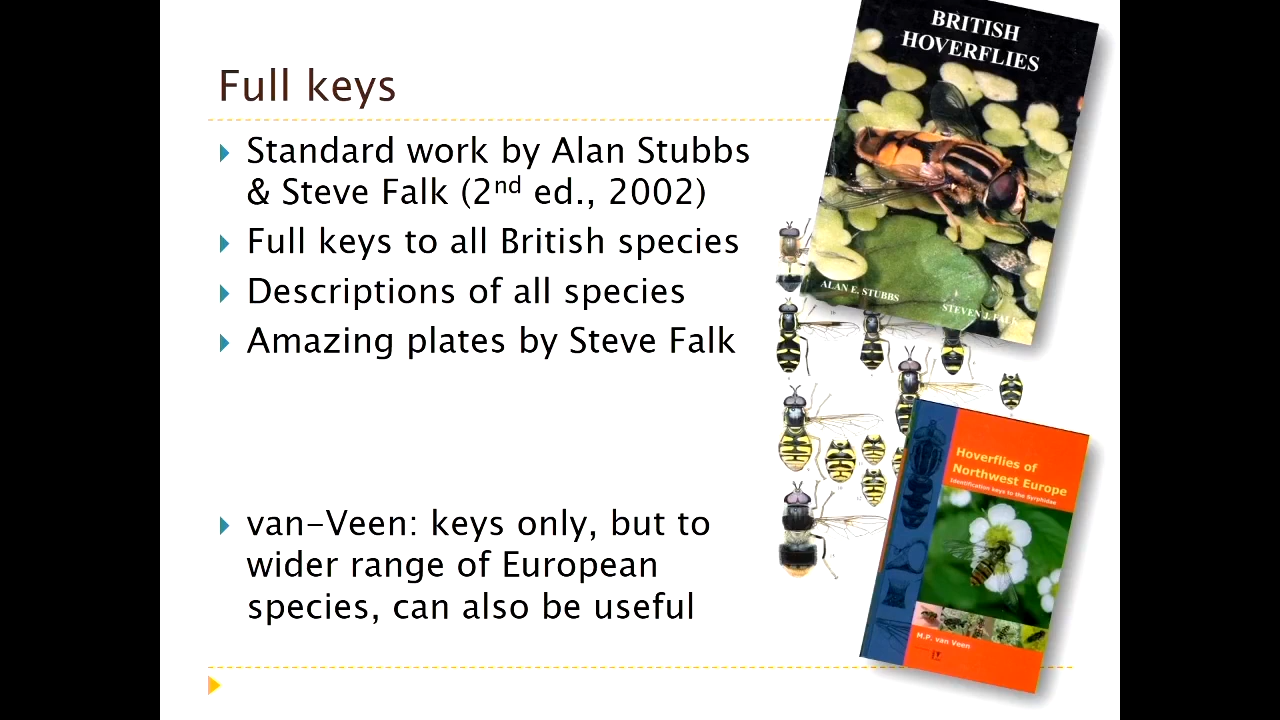 Full keys
Standard work by Alan Stubbs
& Steve Falk (2nd ed., 2002)
Full keys to all British species
Descriptions of all species
Amazing plates by Steve Falk
van-Veen: keys only, but to
wider range of European
species, can also be useful
BRITISH
HOVERFLIES
ALAN E. STUBBS
STEVEN J. FALK
Hoverflies of
Northwest Europe
Identification keys to the Syrphidae
M.P. van Veen